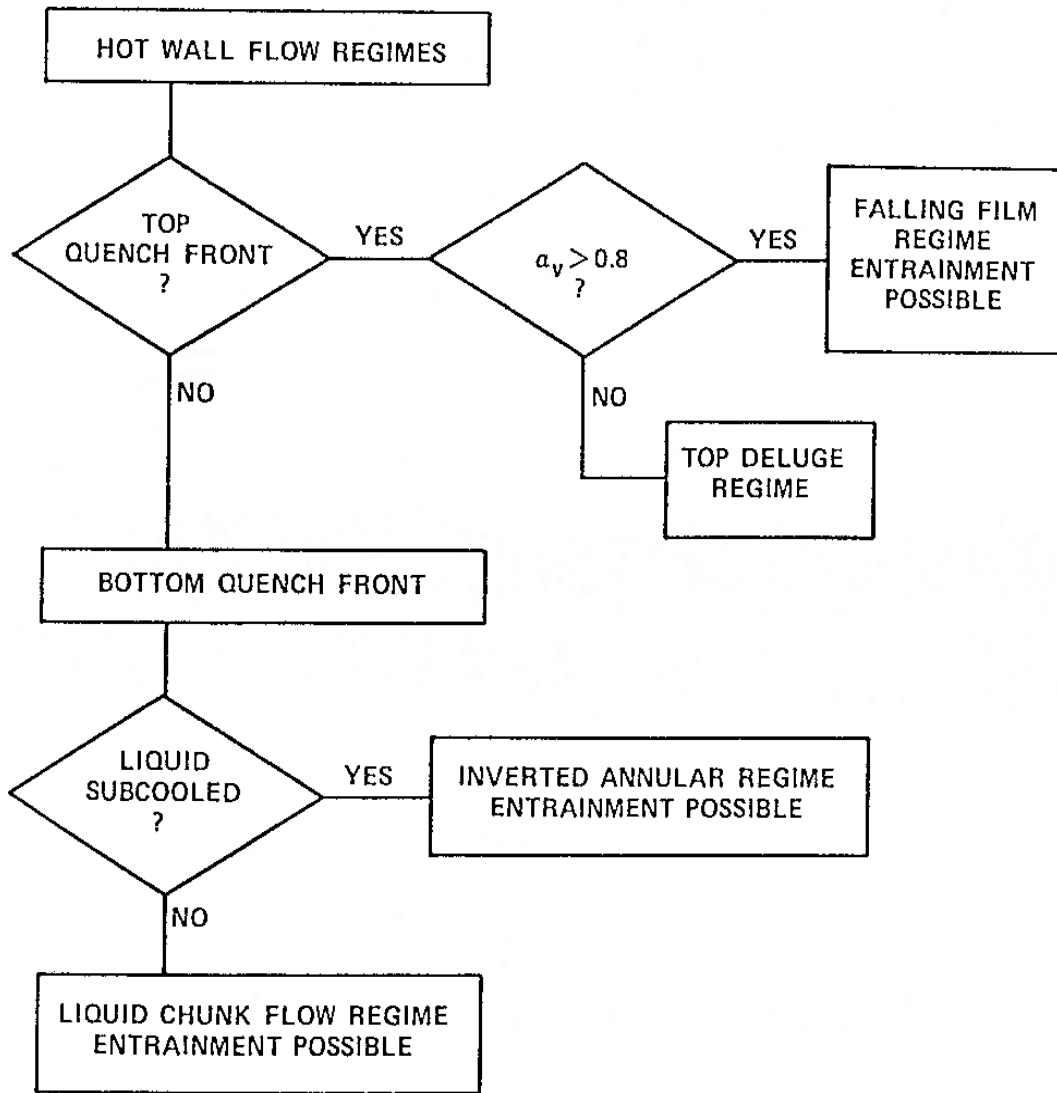 HOT WALL FLOW REGIMES
TOP
QUENCH FRONT
?
YES
αv > 0.8
?
YES
FALLING FILM
REGIME
ENTRAINMENT
POSSIBLE
NO
NO
TOP DELUGE
REGIME
BOTTOM QUENCH FRONT
LIQUID
SUBCOOLED
?
YES
INVERTED ANNULAR REGIME
ENTRAINMENT POSSIBLE
NO
LIQUID CHUNK FLOW REGIME
ENTRAINMENT POSSIBLE